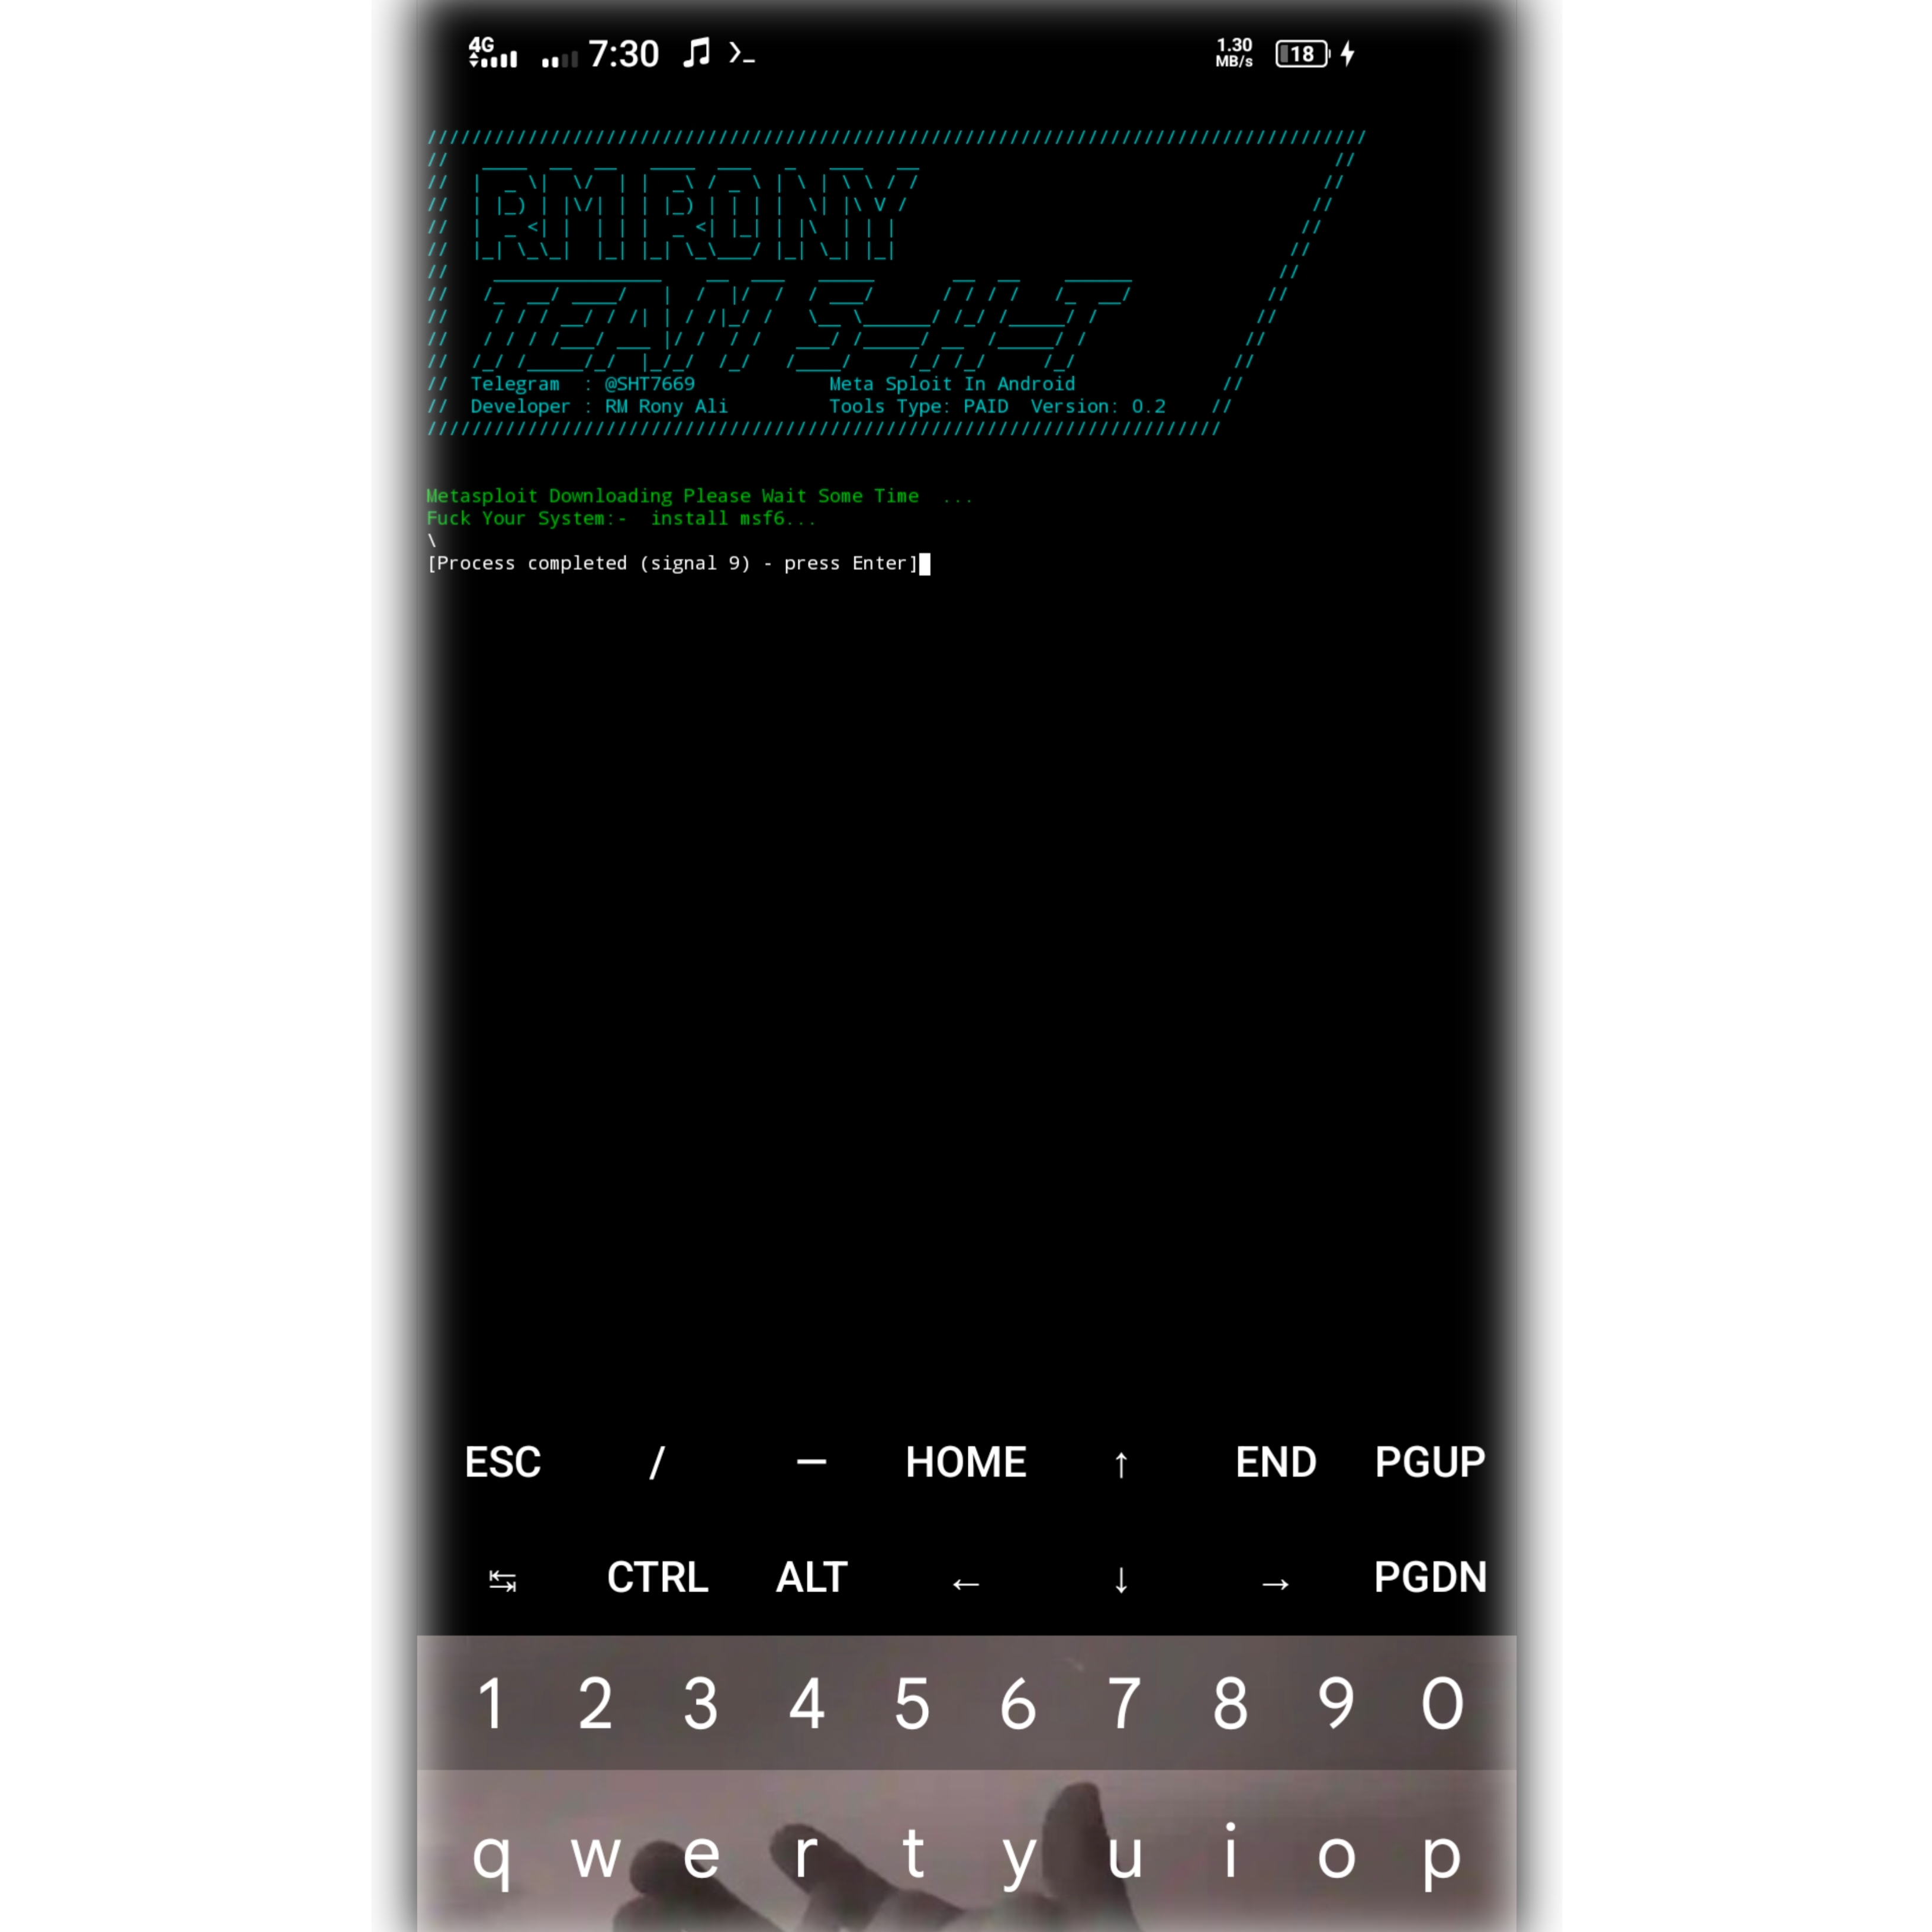 4G 7:30 1.30 MB/s 18
RM RONY
TEAM S-H-T
Telegram : @SHT7669 Meta Sploit In Android
Developer : RM Rony Ali Tools Type: PAID Version: 0.2
Metasploit Downloading Please Wait Some Time ...
Fuck Your System:- install msf6...
\
[Process completed (signal 9) - press Enter]
ESC / — HOME ↑ END PGUP
⇆ CTRL ALT ← ↓ → PGDN
1 2 3 4 5 6 7 8 9 0
q w e r t y u i o p